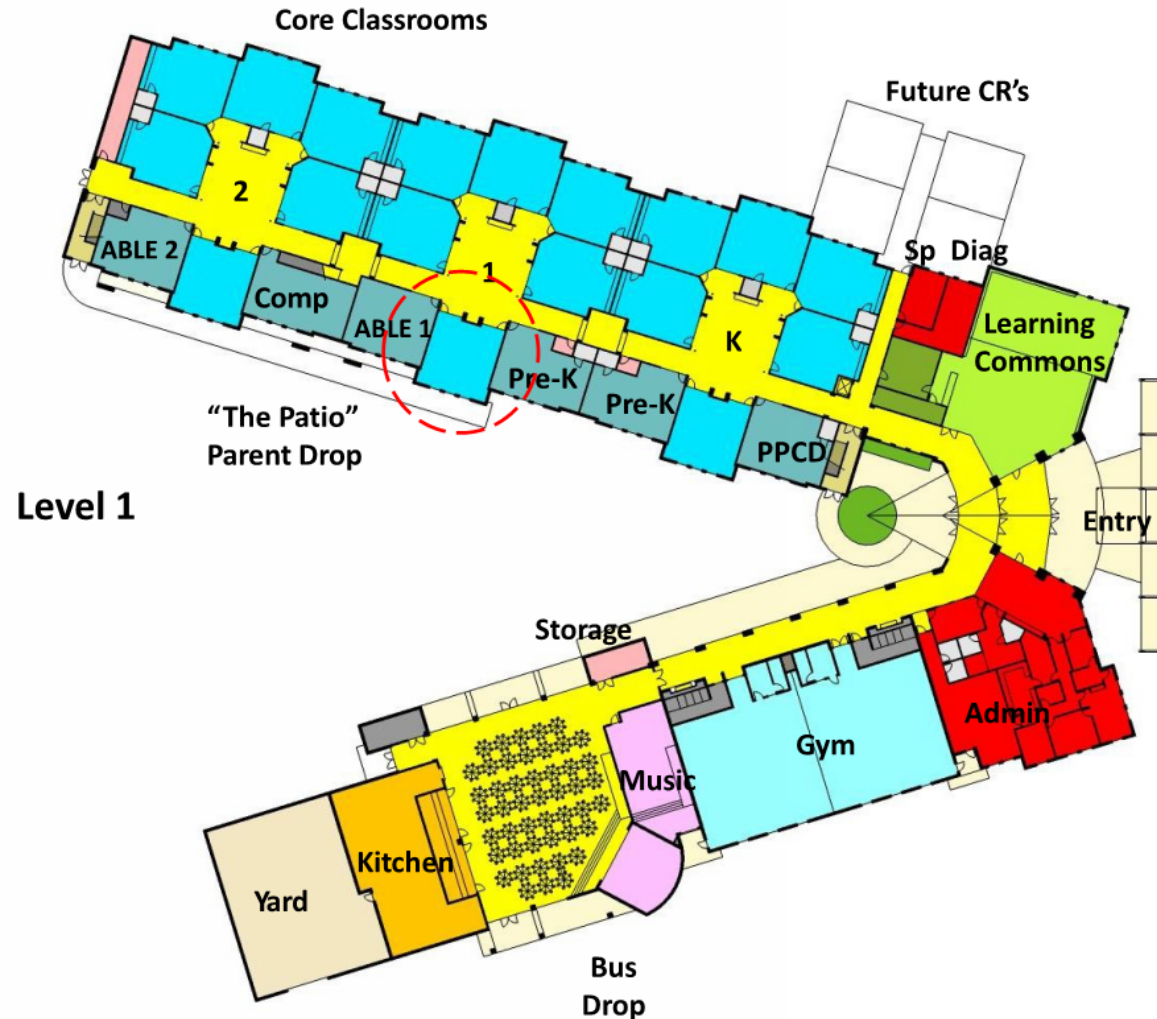 Core Classrooms
Future CR's
2
ABLE 2
Sp Diag
1
Comp
ABLE 1
Learning
Commons
K
Pre-K
Pre-K
“The Patio”
Parent Drop
PPCD
Level 1
Entry
Storage
Admin
Gym
Music
Kitchen
Yard
Bus
Drop